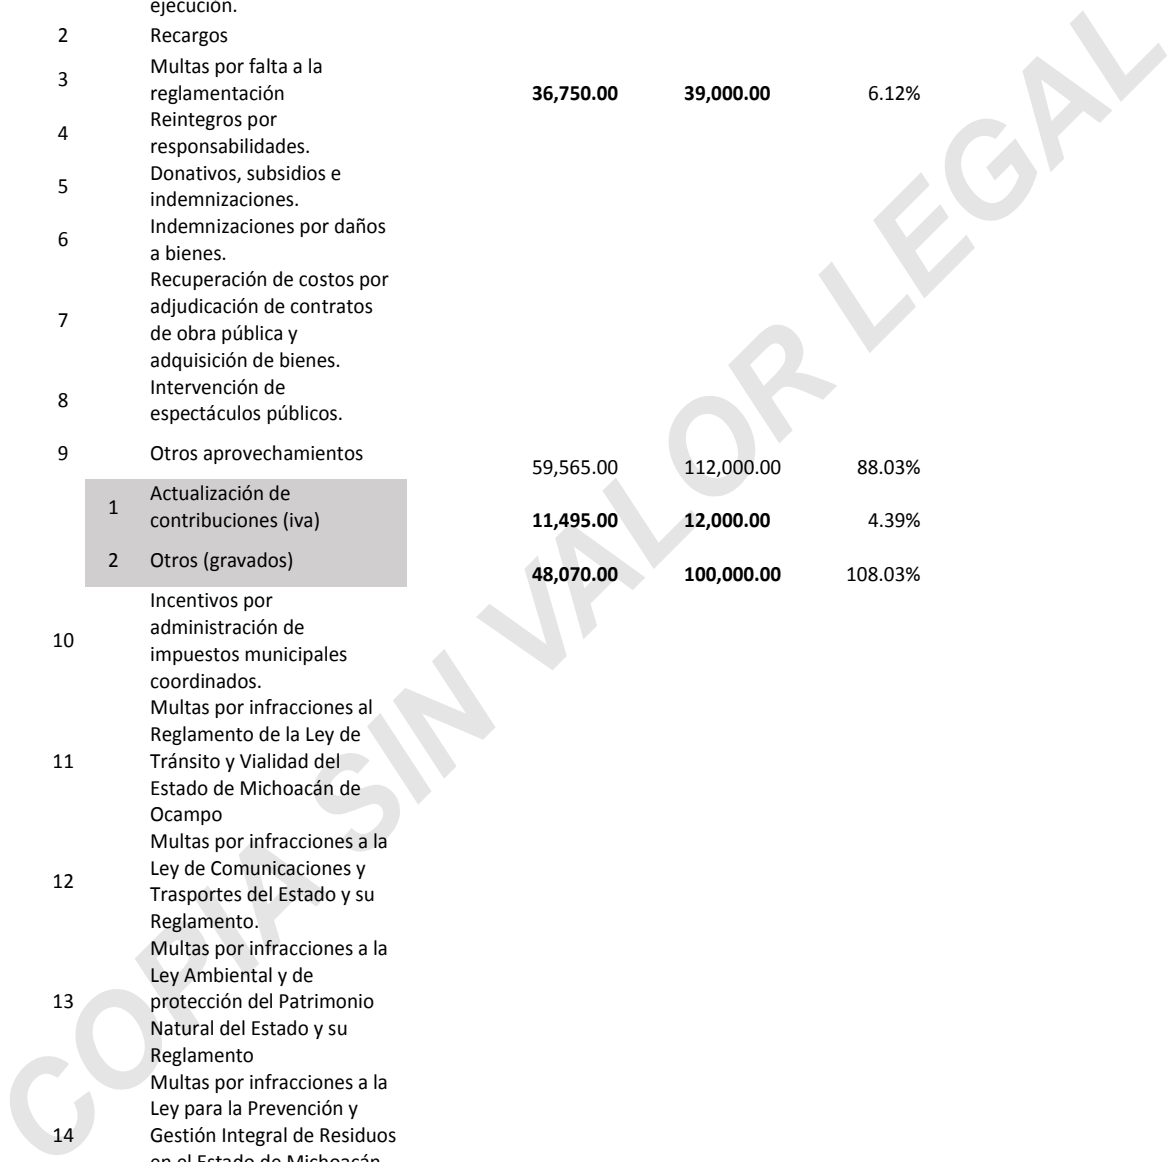 ejecución.
2 Recargos
3 Multas por falta a la
reglamentación 36,750.00 39,000.00 6.12%
4 Reintegros por
responsabilidades.
5 Donativos, subsidios e
indemnizaciones.
6 Indemnizaciones por daños
a bienes.
Recuperación de costos por
adjudicación de contratos
7 de obra pública y
adquisición de bienes.
8 Intervención de
espectáculos públicos.
9 Otros aprovechamientos 59,565.00 112,000.00 88.03%
1 Actualización de
contribuciones (iva) 11,495.00 12,000.00 4.39%
2 Otros (gravados) 48,070.00 100,000.00 108.03%
Incentivos por
administración de
10 impuestos municipales
coordinados.
Multas por infracciones al
Reglamento de la Ley de
11 Tránsito y Vialidad del
Estado de Michoacán de
Ocampo
Multas por infracciones a la
Ley de Comunicaciones y
12 Trasportes del Estado y su
Reglamento.
Multas por infracciones a la
Ley Ambiental y de
13 protección del Patrimonio
Natural del Estado y su
Reglamento
Multas por infracciones a la
Ley para la Prevención y
14 Gestión Integral de Residuos
en el Estado de Michoacán
COPIA SIN VALOR LEGAL